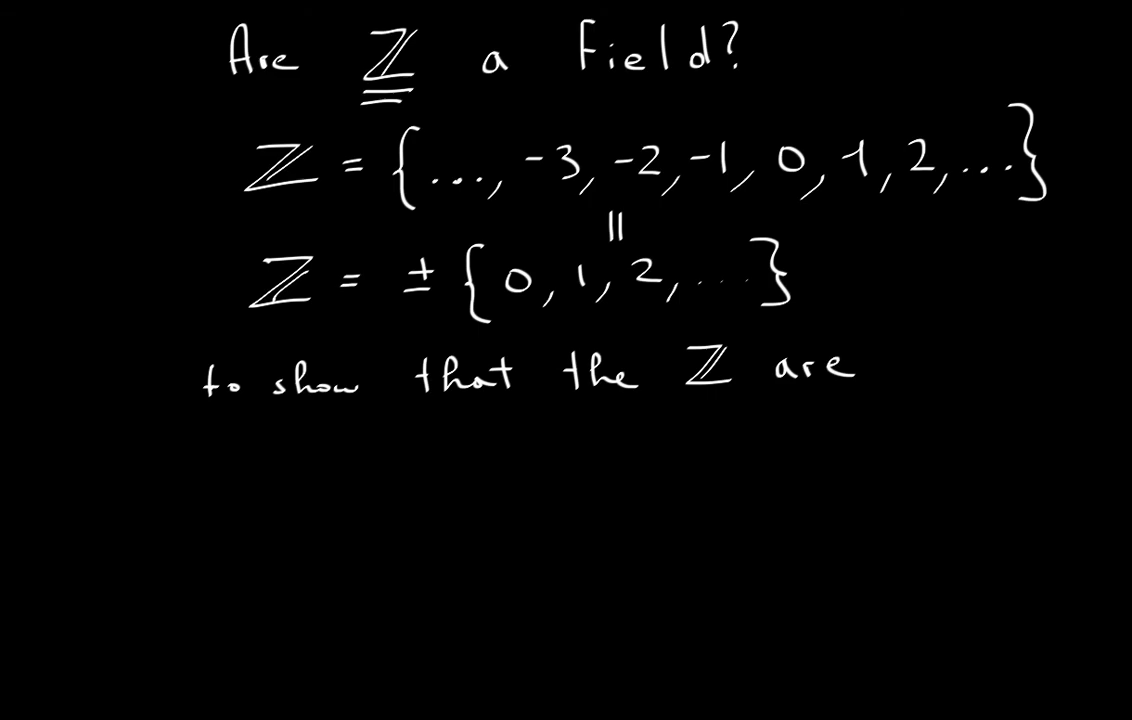 Are ℤ a Field?
ℤ = {..., -3, -2, -1, 0, 1, 2, ...}
=
ℤ = ± {0, 1, 2, ...}
to show that the ℤ are